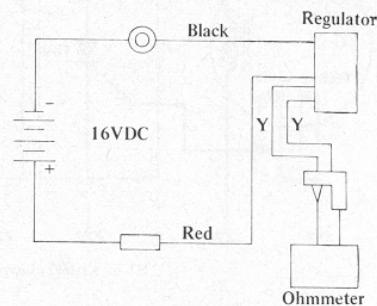 Regulator
Black
-
16VDC
Y Y
+
Red
Ohmmeter